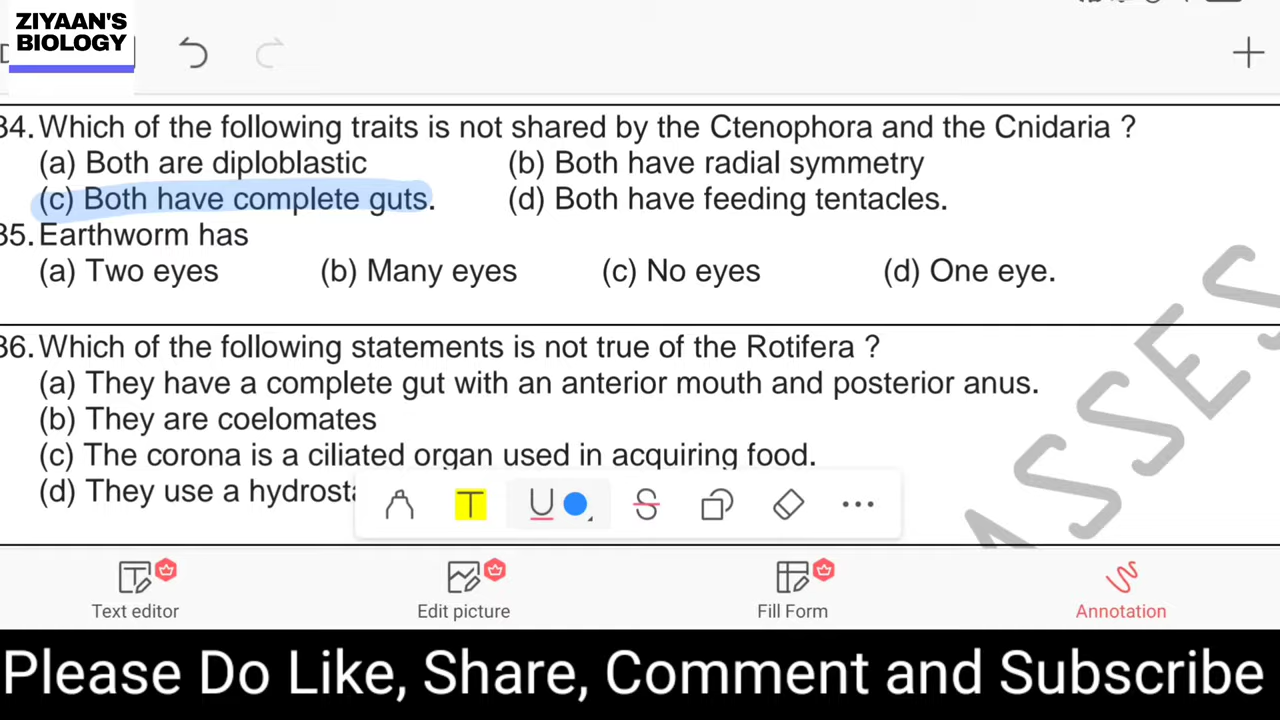 ZIYAAN'S
BIOLOGY
34. Which of the following traits is not shared by the Ctenophora and the Cnidaria ?
(a) Both are diploblastic (b) Both have radial symmetry
(c) Both have complete guts. (d) Both have feeding tentacles.
35. Earthworm has
(a) Two eyes (b) Many eyes (c) No eyes (d) One eye.
36. Which of the following statements is not true of the Rotifera ?
(a) They have a complete gut with an anterior mouth and posterior anus.
(b) They are coelomates
(c) The corona is a ciliated organ used in acquiring food.
(d) They use a
T U S
Text editor Edit picture Fill Form Annotation
Please Do Like, Share, Comment and Subscribe